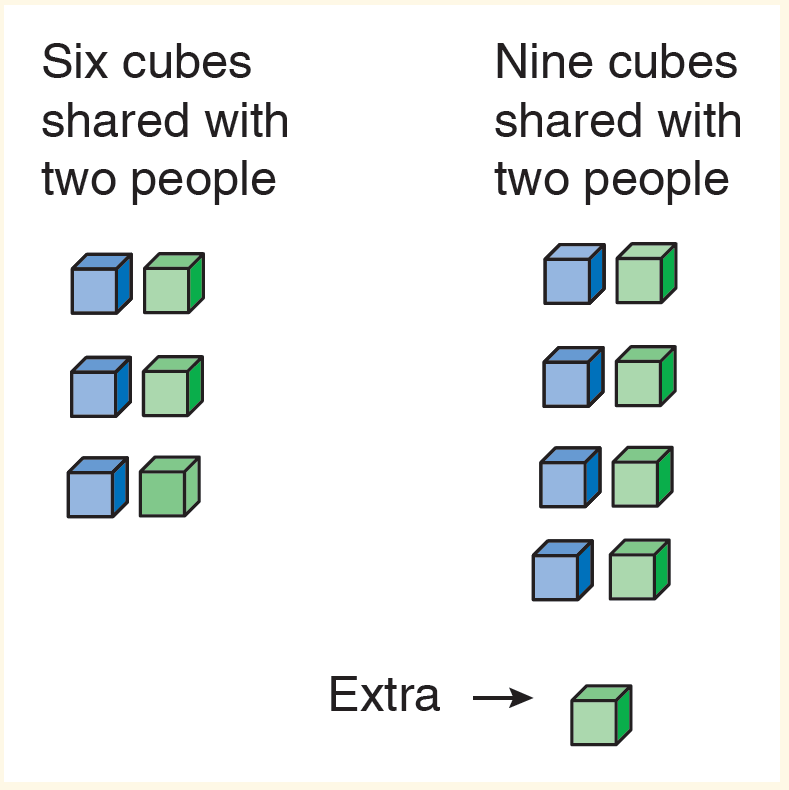 Six cubes
shared with
two people
Nine cubes
shared with
two people
Extra